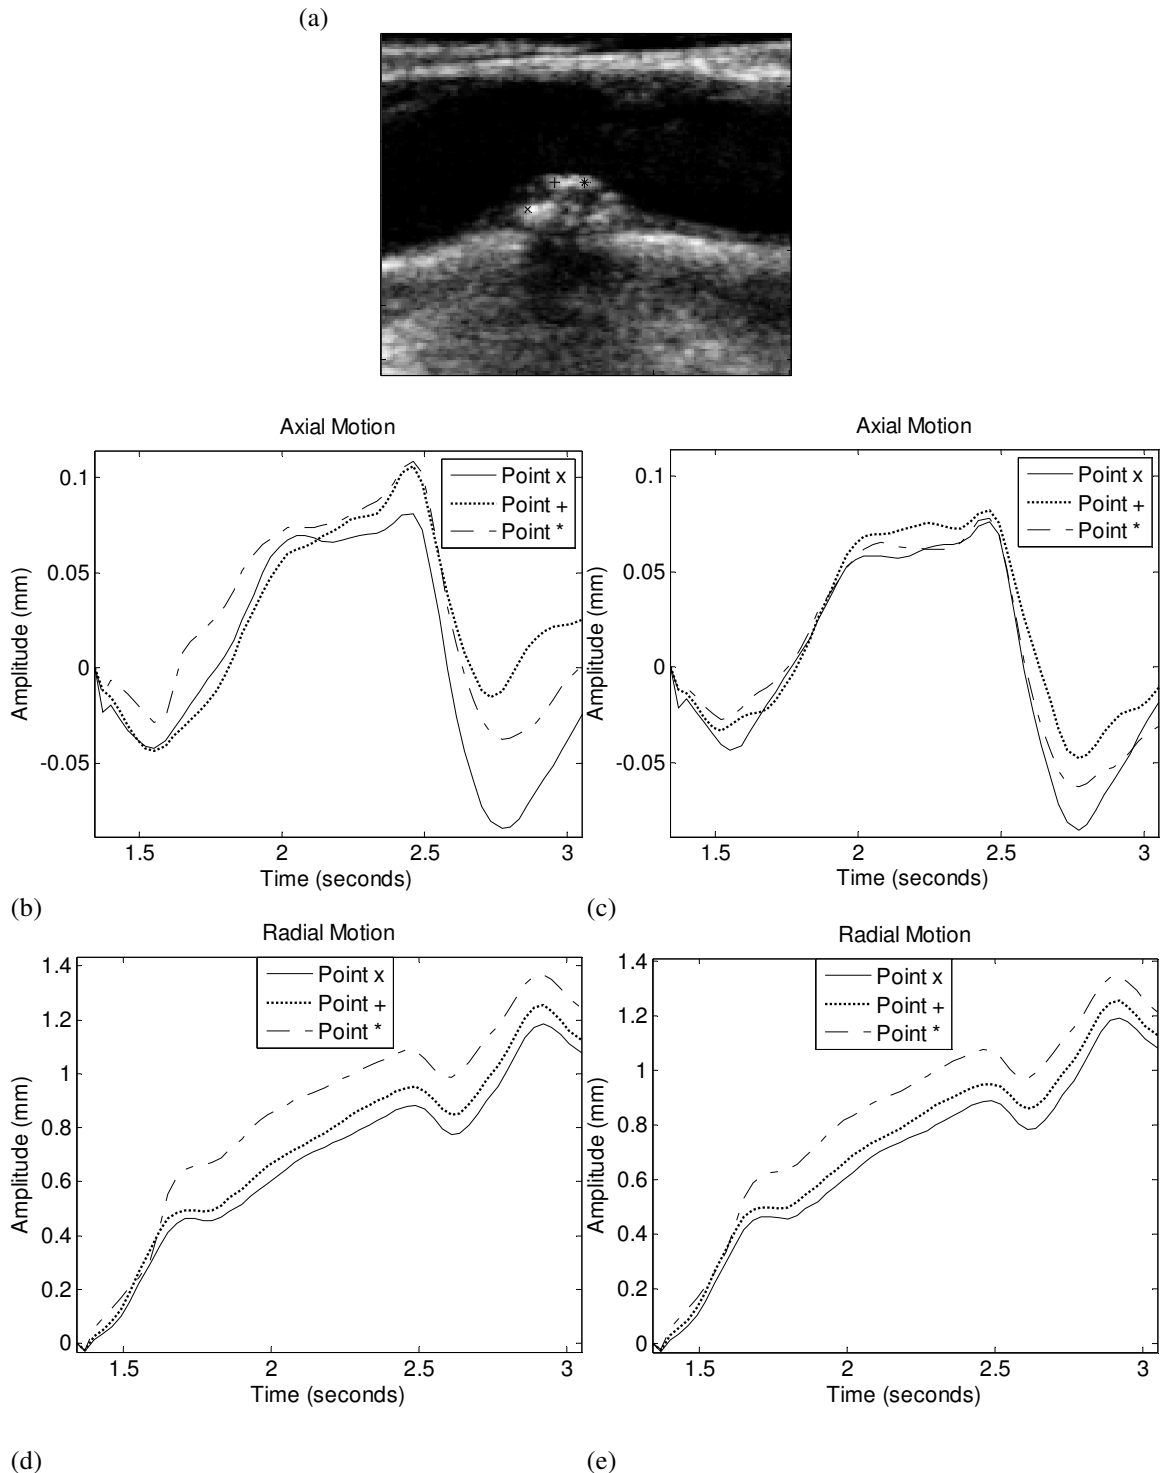 (a)
Axial Motion
Point x
Point +
Point *
0.1
0.05
0
-0.05
Amplitude (mm)
1.5 2 2.5 3
Time (seconds)
(b)
Axial Motion
Point x
Point +
Point *
0.1
0.05
0
-0.05
Amplitude (mm)
1.5 2 2.5 3
Time (seconds)
(c)
Radial Motion
Point x
Point +
Point *
1.4
1.2
1
0.8
0.6
0.4
0.2
0
Amplitude (mm)
1.5 2 2.5 3
Time (seconds)
(d)
Radial Motion
Point x
Point +
Point *
1.4
1.2
1
0.8
0.6
0.4
0.2
0
Amplitude (mm)
1.5 2 2.5 3
Time (seconds)
(e)